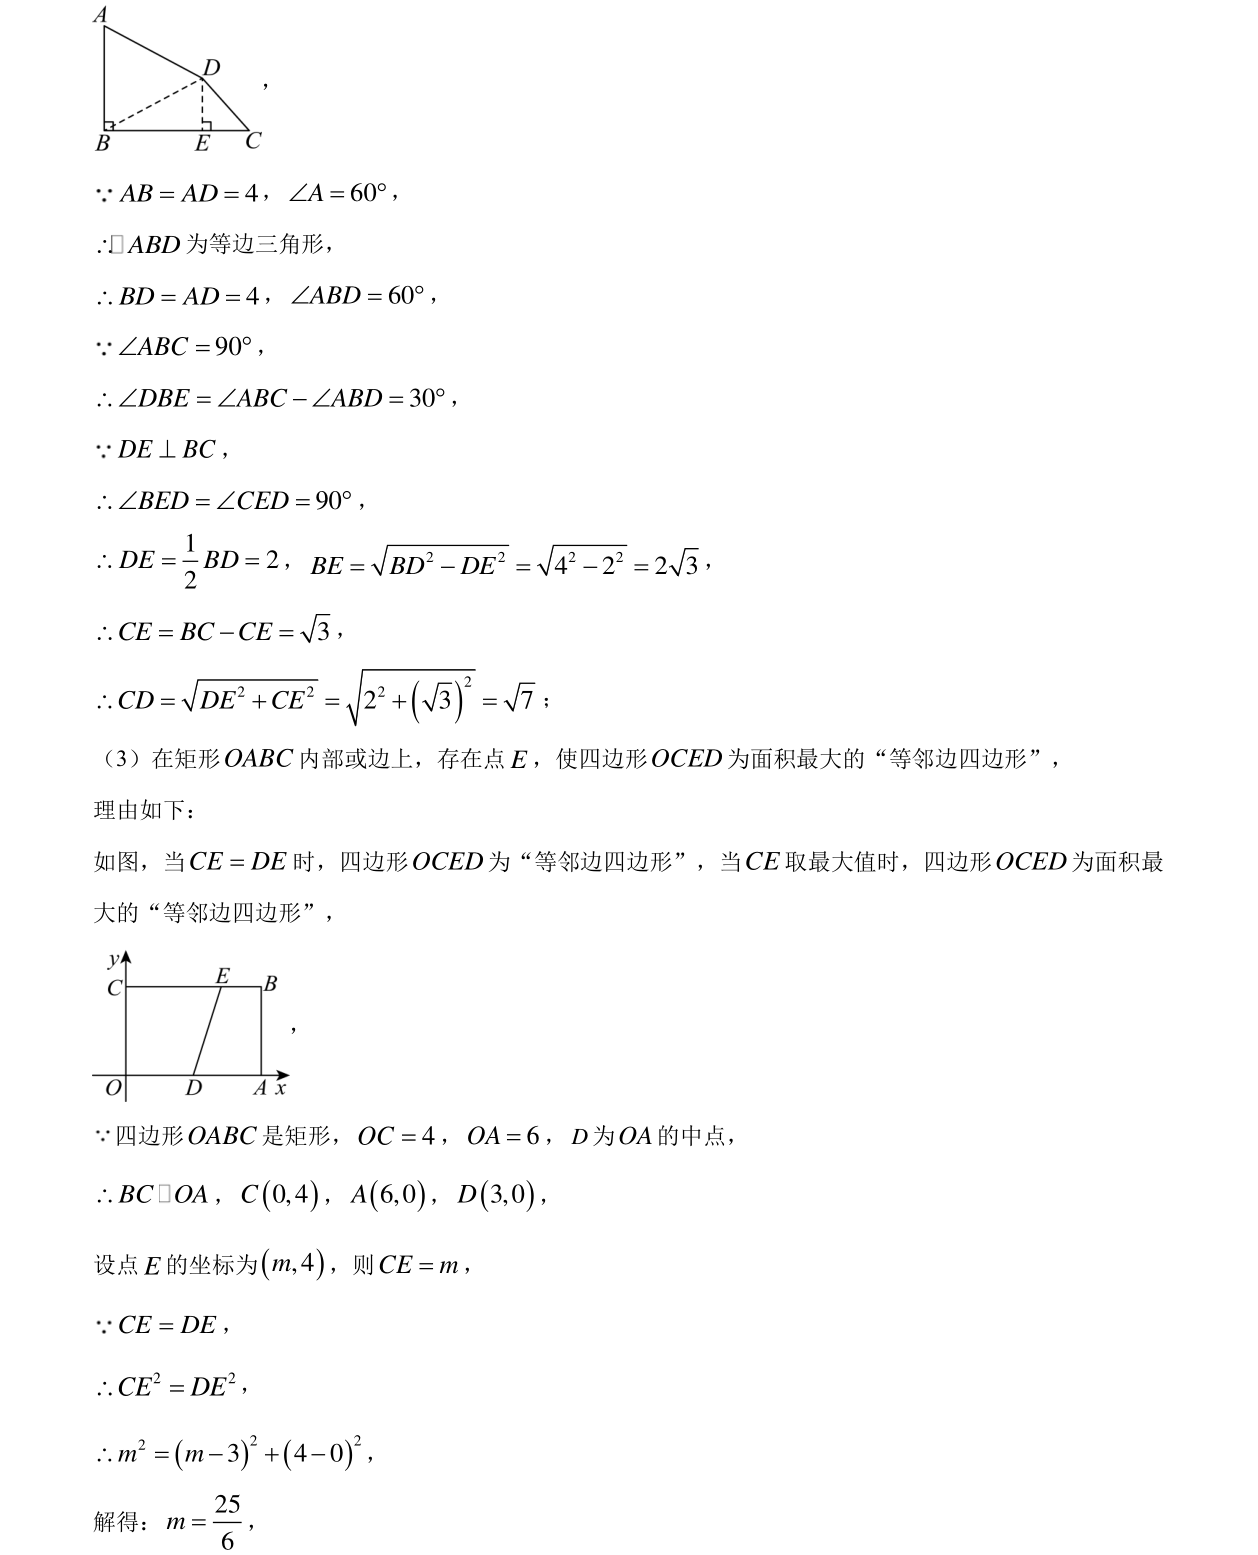 A
D
，
B
E
C
∵AB=AD=4，∠A=60°，
∴□ABD为等边三角形，
∴BD=AD=4，∠ABD=60°，
∵∠ABC=90°，
∴∠DBE=∠ABC−∠ABD=30°，
∵DE⊥BC，
∴∠BED=∠CED=90°，
∴DE=1/2BD=2，BE=√(BD²−DE²)=√(4²−2²)=2√3，
∴CE=BC−CE=√3，
∴CD=√(DE²+CE²)=√(2²+(√3)²)=√7；
（3）在矩形OABC内部或边上，存在点E，使四边形OCED为面积最大的“等邻边四边形”，
理由如下：
如图，当CE=DE时，四边形OCED为“等邻边四边形”，当CE取最大值时，四边形OCED为面积最
大的“等邻边四边形”，
y
C
E
B
，
O
D
A
x
∵四边形OABC是矩形，OC=4，OA=6，D为OA的中点，
∴BC□OA，C(0,4)，A(6,0)，D(3,0)，
设点E的坐标为(m,4)，则CE=m，
∵CE=DE，
∴CE²=DE²，
∴m²=(m−3)²+(4−0)²，
解得：m=25/6，